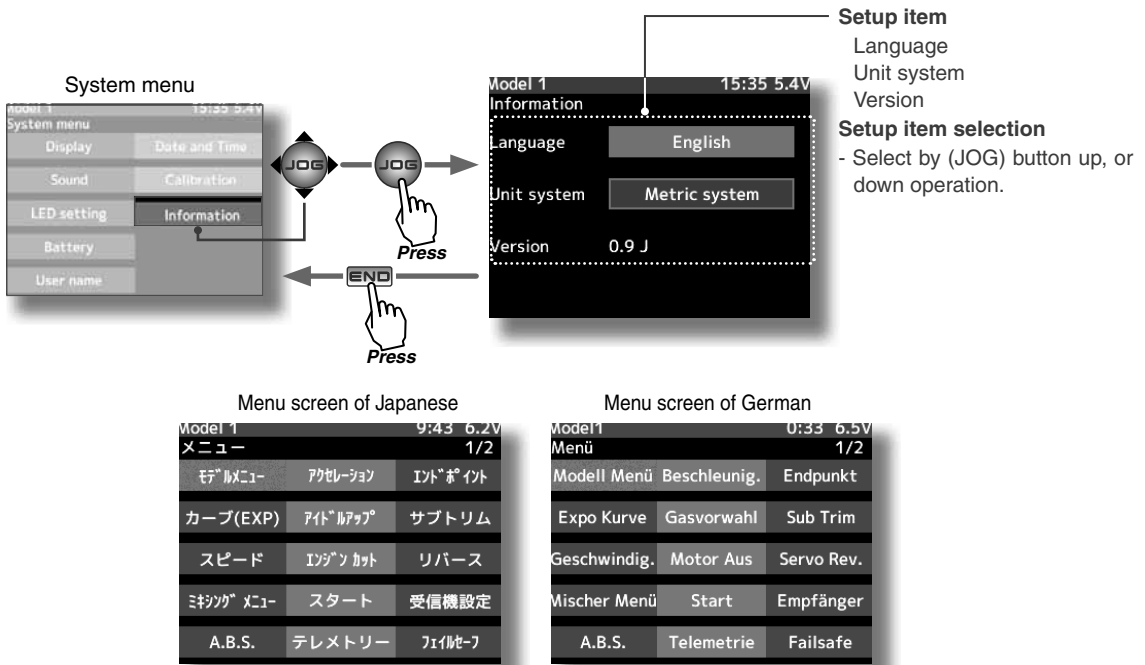 Setup item
Language
Unit system
Version
Setup item selection
- Select by (JOG) button up, or
down operation.
System menu
Model 1 15:35 5.4V
System menu
Display Date and Time
Sound Calibration
LED setting Information
Battery
User name
JOG
JOG
Press
END
Press
Model 1 15:35 5.4V
Information
Language English
Unit system Metric system
Version 0.9 J
Menu screen of Japanese
Model 1 9:43 6.2V
メニュー 1/2
ﾓﾃﾞﾙﾒﾆｭｰ ｱｸｾﾚｰｼｮﾝ ｴﾝﾄﾞﾎﾟｲﾝﾄ
カーブ(EXP) ｱｲﾄﾞﾙｱｯﾌﾟ サブトリム
スピード ｴﾝｼﾞﾝ ｶｯﾄ リバース
ﾐｷｼﾝｸﾞ ﾒﾆｭｰ スタート 受信機設定
A.B.S. テレメトリー ﾌｪｲﾙｾｰﾌ
Menu screen of German
Model1 0:33 6.5V
Menü 1/2
Modell Menü Beschleunig. Endpunkt
Expo Kurve Gasvorwahl Sub Trim
Geschwindig. Motor Aus Servo Rev.
Mischer Menü Start Empfänger
A.B.S. Telemetrie Failsafe